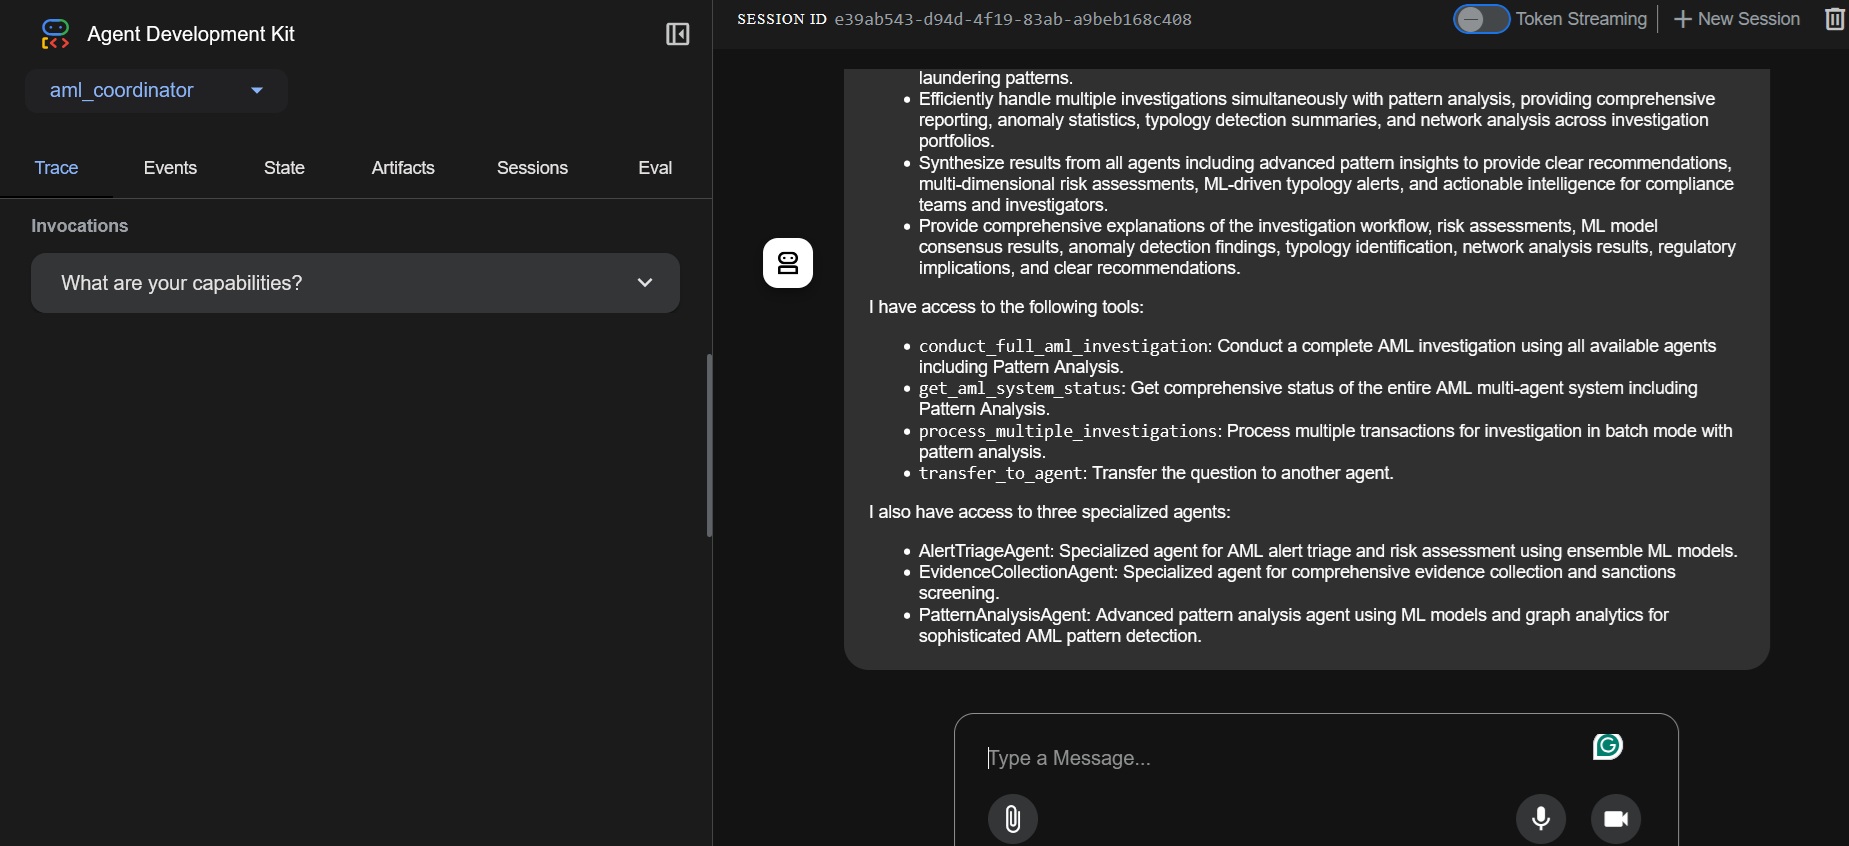 Agent Development Kit
SESSION ID e39ab543-d94d-4f19-83ab-a9beb168c408
Token Streaming
New Session
aml_coordinator
Trace Events State Artifacts Sessions Eval
Invocations
What are your capabilities?
laundering patterns.
• Efficiently handle multiple investigations simultaneously with pattern analysis, providing comprehensive
reporting, anomaly statistics, typology detection summaries, and network analysis across investigation
portfolios.
• Synthesize results from all agents including advanced pattern insights to provide clear recommendations,
multi-dimensional risk assessments, ML-driven typology alerts, and actionable intelligence for compliance
teams and investigators.
• Provide comprehensive explanations of the investigation workflow, risk assessments, ML model
consensus results, anomaly detection findings, typology identification, network analysis results, regulatory
implications, and clear recommendations.
I have access to the following tools:
• conduct_full_aml_investigation: Conduct a complete AML investigation using all available agents
including Pattern Analysis.
• get_aml_system_status: Get comprehensive status of the entire AML multi-agent system including
Pattern Analysis.
• process_multiple_investigations: Process multiple transactions for investigation in batch mode with
pattern analysis.
• transfer_to_agent: Transfer the question to another agent.
I also have access to three specialized agents:
• AlertTriageAgent: Specialized agent for AML alert triage and risk assessment using ensemble ML models.
• EvidenceCollectionAgent: Specialized agent for comprehensive evidence collection and sanctions
screening.
• PatternAnalysisAgent: Advanced pattern analysis agent using ML models and graph analytics for
sophisticated AML pattern detection.
Type a Message...